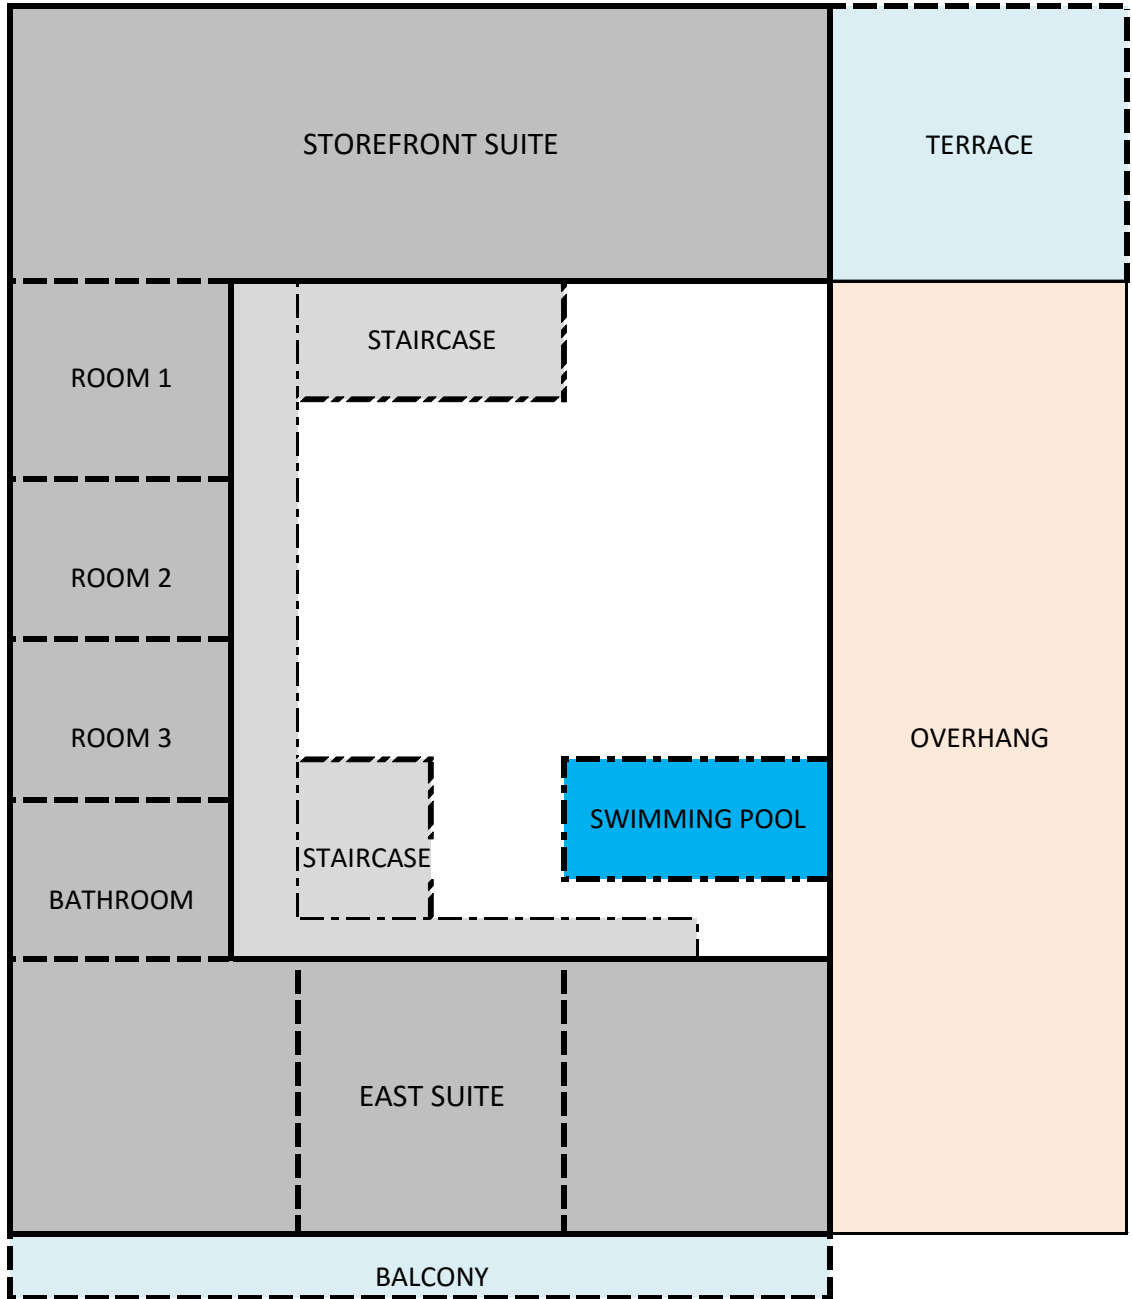 STOREFRONT SUITE
TERRACE
STAIRCASE
ROOM 1
ROOM 2
ROOM 3
OVERHANG
SWIMMING POOL
STAIRCASE
BATHROOM
EAST SUITE
BALCONY